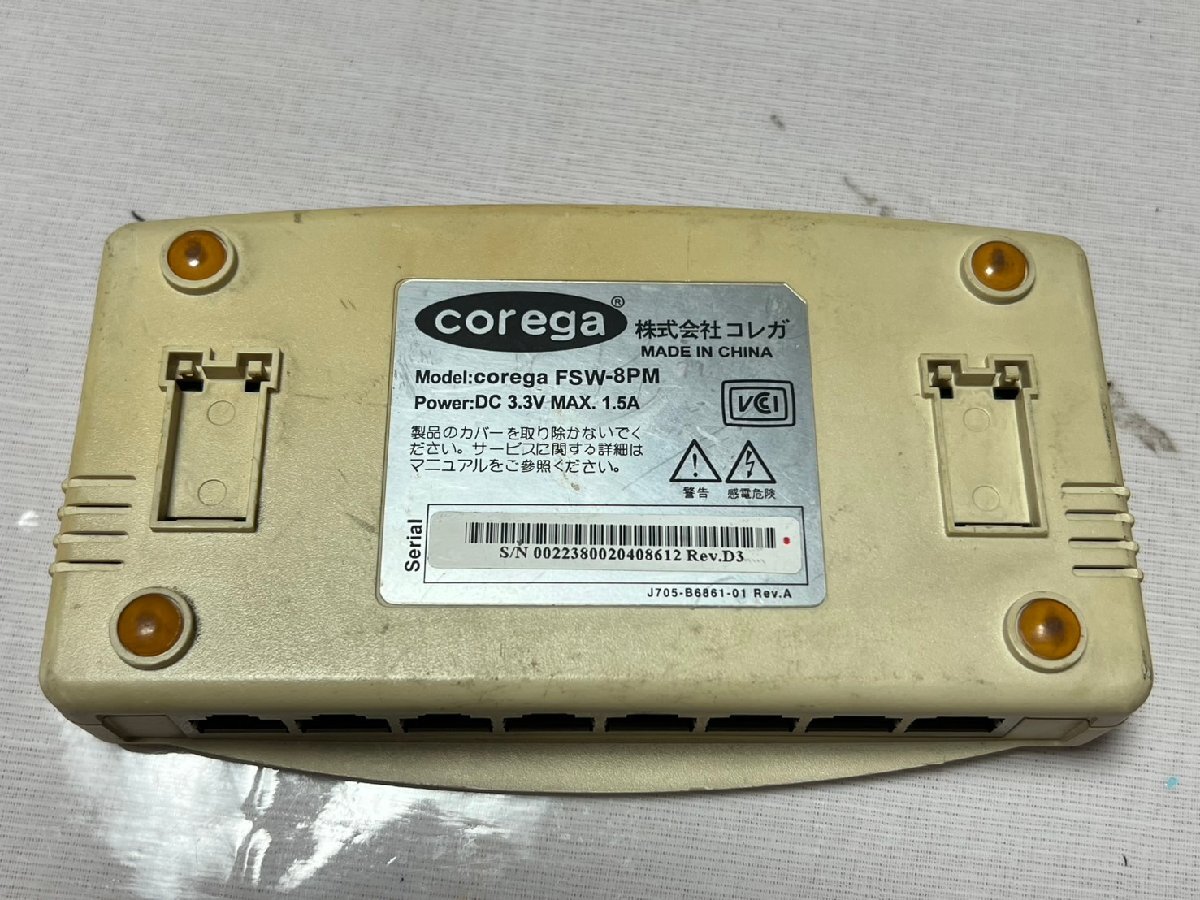 corega®
株式会社 コレガ
MADE IN CHINA
Model:corega FSW-8PM
Power:DC 3.3V MAX. 1.5A
VCCI
製品のカバーを取り除かないでく
ださい。サービスに関する詳細は
マニュアルをご参照ください。
警告 感電危険
Serial
S/N 0022380020408612 Rev.D3
J705-B6861-01 Rev.A